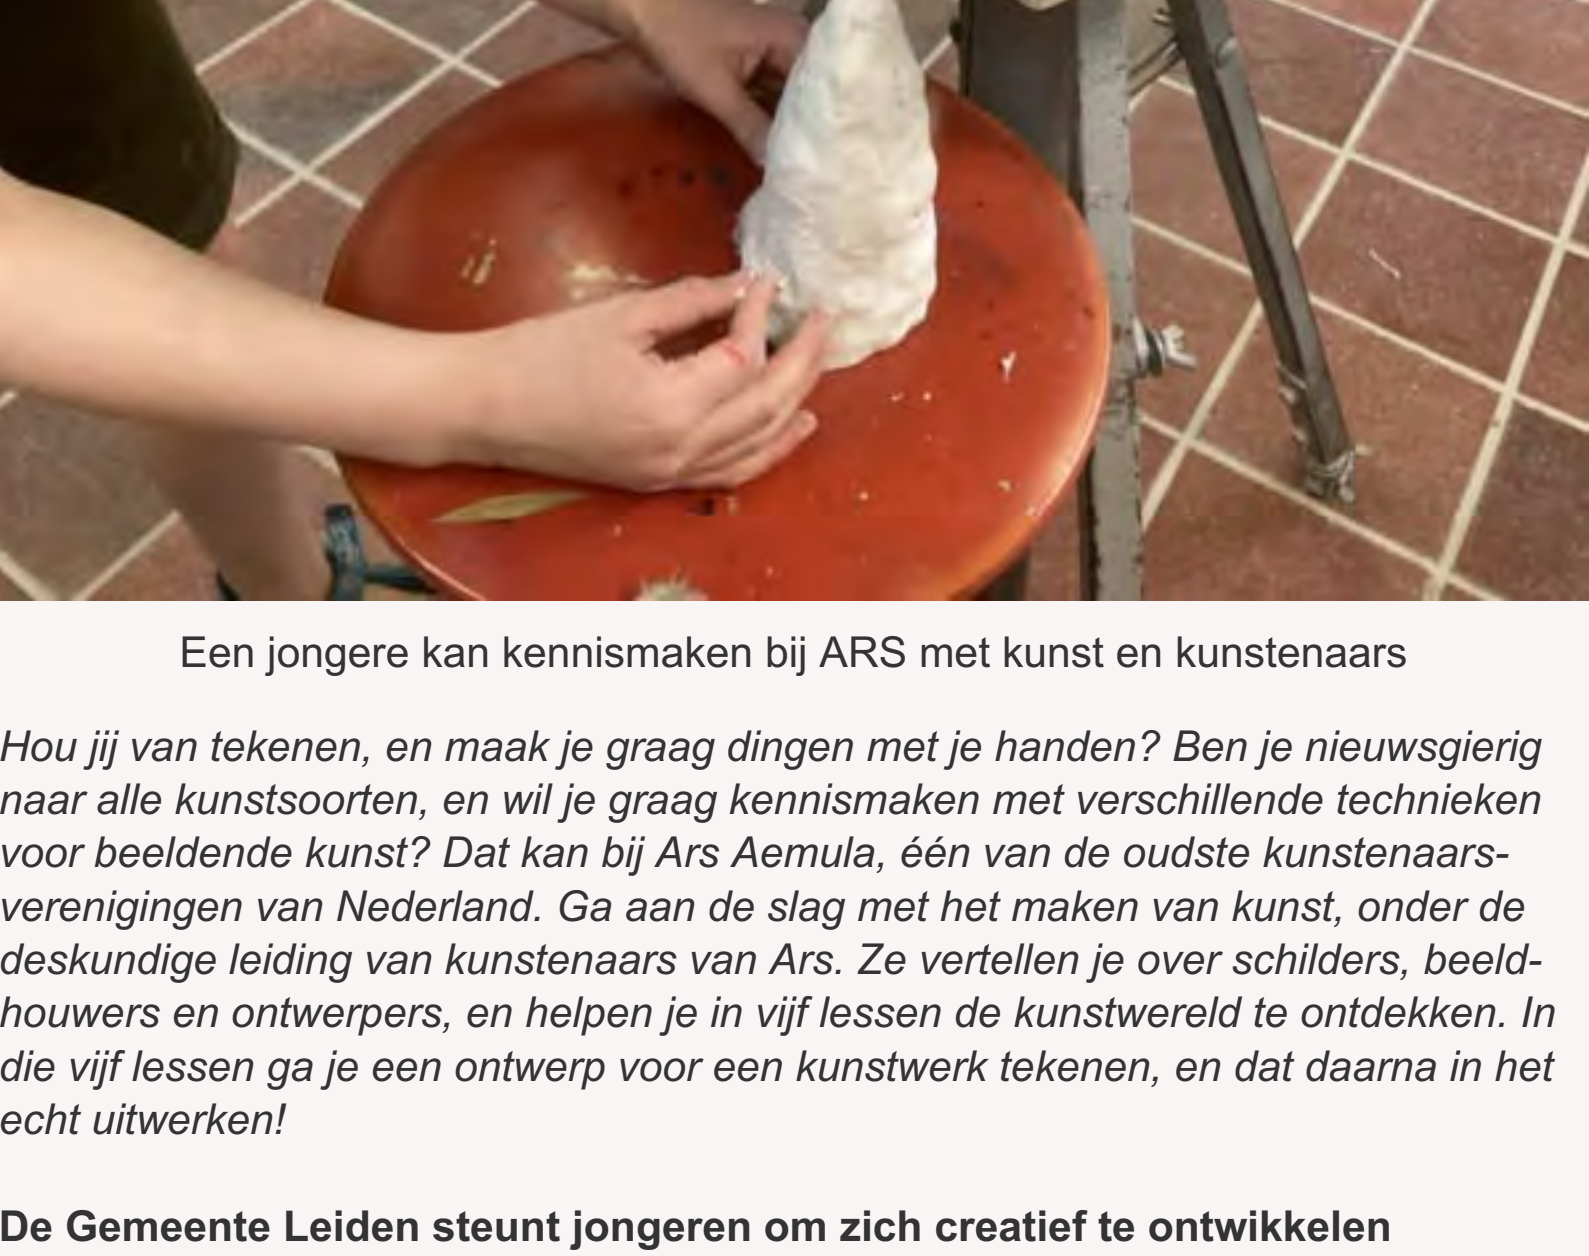 Een jongere kan kennismaken bij ARS met kunst en kunstenaars
Hou jij van tekenen, en maak je graag dingen met je handen? Ben je nieuwsgierig
naar alle kunstsoorten, en wil je graag kennismaken met verschillende technieken
voor beeldende kunst? Dat kan bij Ars Aemula, één van de oudste kunstenaars-
verenigingen van Nederland. Ga aan de slag met het maken van kunst, onder de
deskundige leiding van kunstenaars van Ars. Ze vertellen je over schilders, beeld-
houwers en ontwerpers, en helpen je in vijf lessen de kunstwereld te ontdekken. In
die vijf lessen ga je een ontwerp voor een kunstwerk tekenen, en dat daarna in het
echt uitwerken!
De Gemeente Leiden steunt jongeren om zich creatief te ontwikkelen